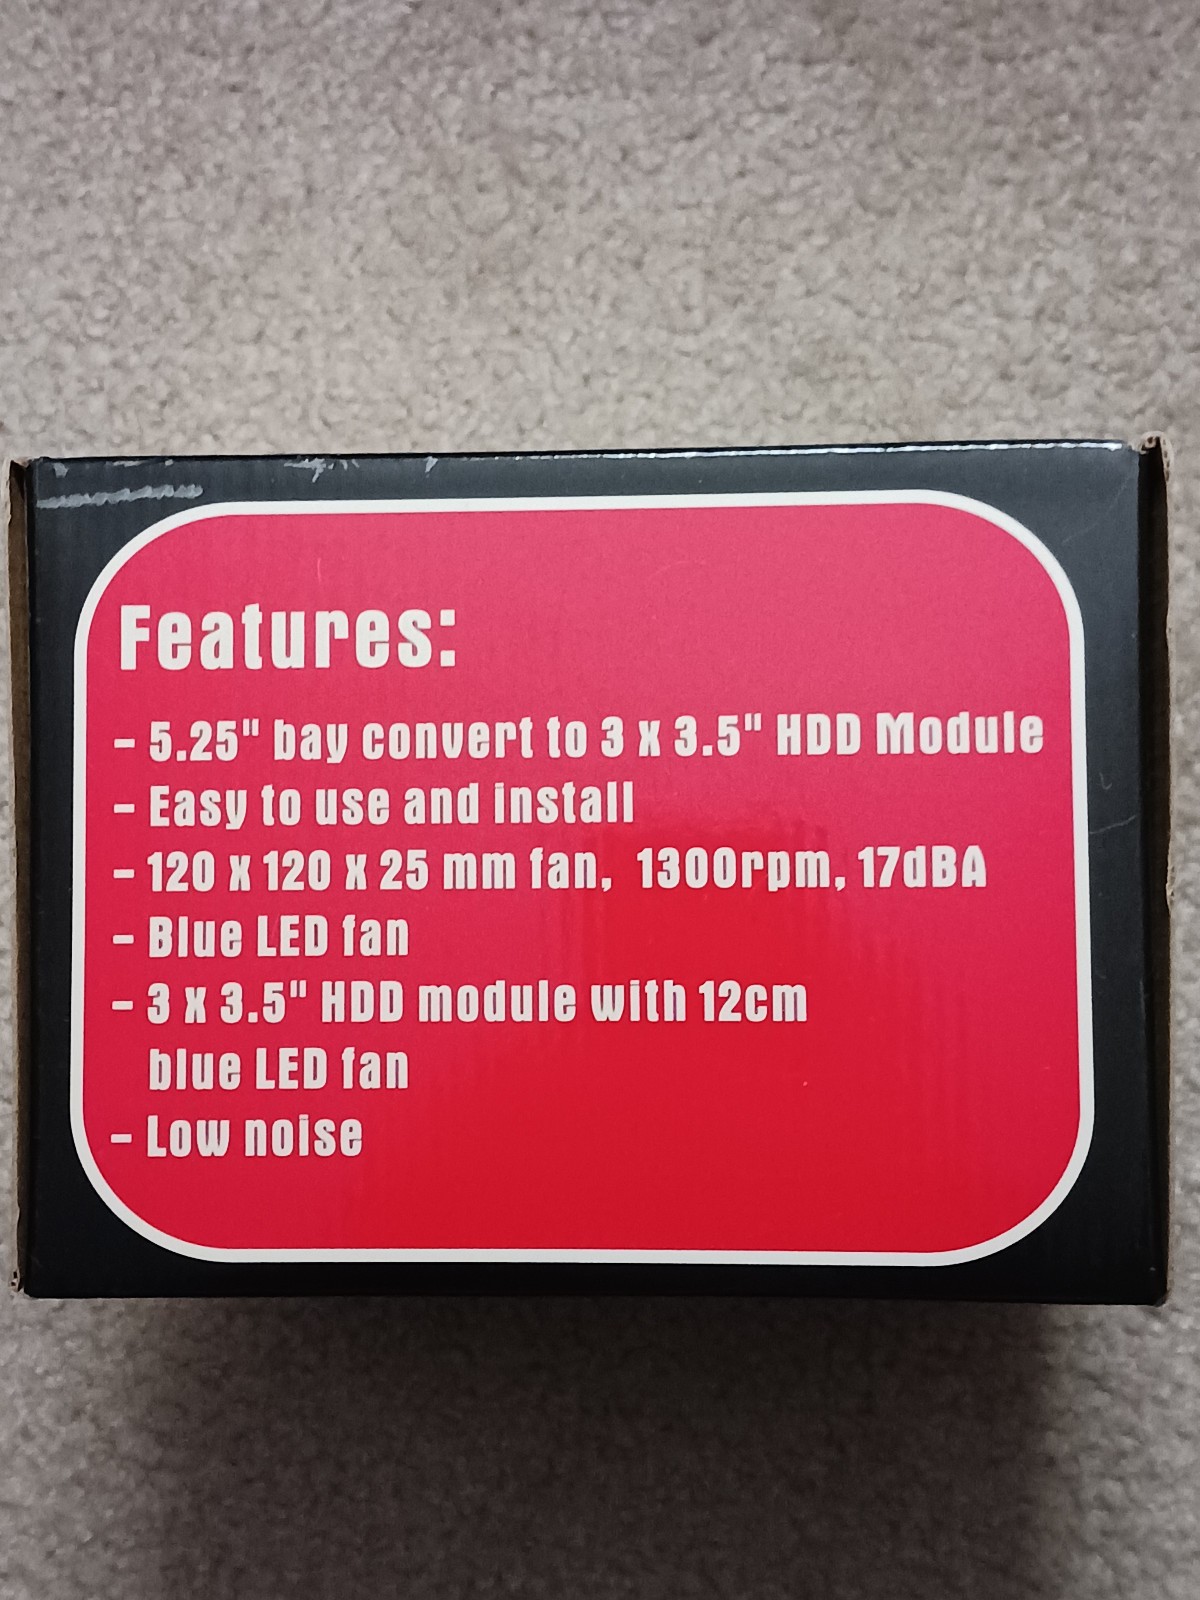 Features:
- 5.25" bay convert to 3 x 3.5" HDD Module
- Easy to use and install
- 120 x 120 x 25 mm fan, 1300rpm, 17dBA
- Blue LED fan
- 3 x 3.5" HDD module with 12cm
blue LED fan
- Low noise